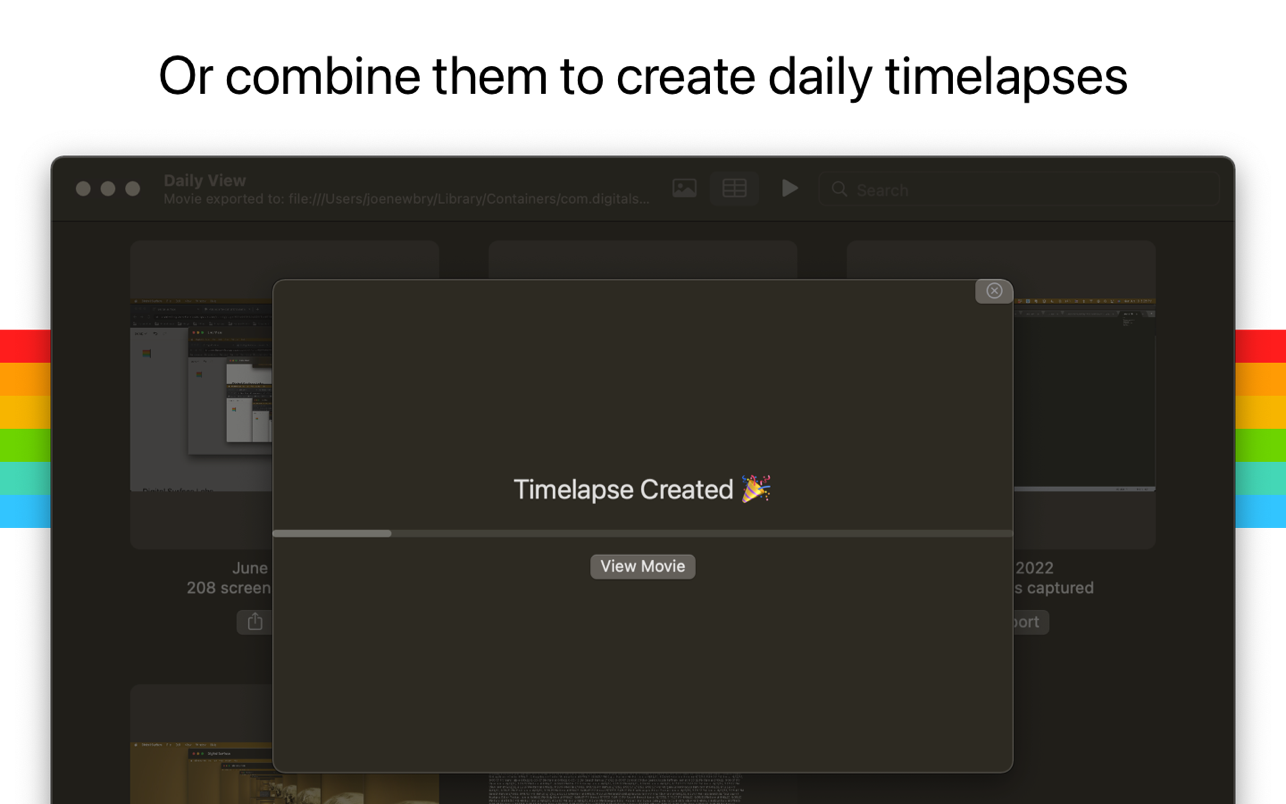 Or combine them to create daily timelapses
Daily View
Movie exported to: file:///Users/joenewbry/Library/Containers/com.digitals...
Search
Timelapse Created 🎉
View Movie
June
2022
208 screen
s captured
port